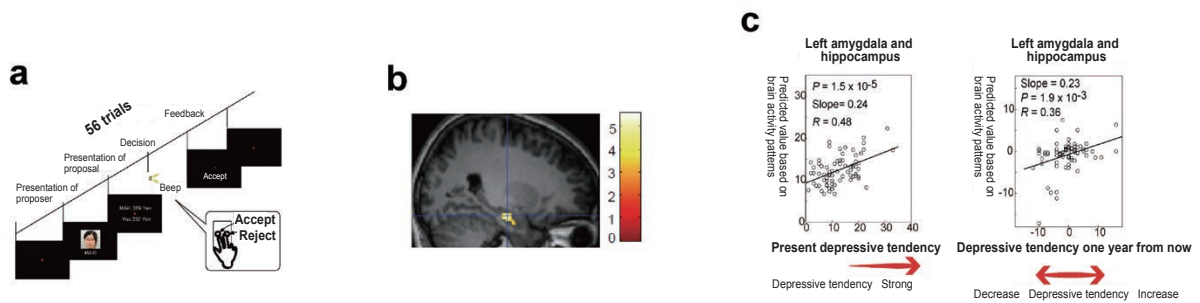 a
56 trials
Feedback
Decision
Presentation of
proposal
Presentation of
proposer
Beep
Accept
Accept
Reject
b
5
4
3
2
1
0
c
Left amygdala and
hippocampus
Predicted value based on
brain activity patterns
P = 1.5 x 10-5
Slope= 0.24
R = 0.48
30
20
10
0
0 10 20 30 40
Present depressive tendency
Depressive tendency Strong
Left amygdala and
hippocampus
Predicted value based on
brain activity patterns
Slope = 0.23
P = 1.9 x 10-3
R = 0.36
10
0
-10
-10 0 10
Depressive tendency one year from now
Decrease Depressive tendency Increase